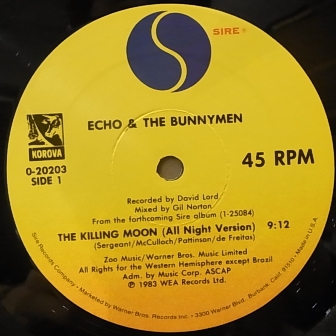 SIRE®
ECHO & THE BUNNYMEN
KOROVA
0-20203
SIDE 1
45 RPM
Recorded by David Lord
Mixed by Gil Norton
From the forthcoming Sire album (1-25084)
THE KILLING MOON (All Night Version) 9:12
(Sergeant/McCulloch/Pattinson/de Freitas)
Zoo Music/Warner Bros. Music Limited
All Rights for the Western Hemisphere except Brazil
Adm. by Music Corp. ASCAP
℗ 1983 WEA Records Ltd.
Sire Records Company • Marketed by Warner Bros. Records Inc. • 3300 Warner Blvd. • Burbank, Calif. 91510 • Made in U.S.A.